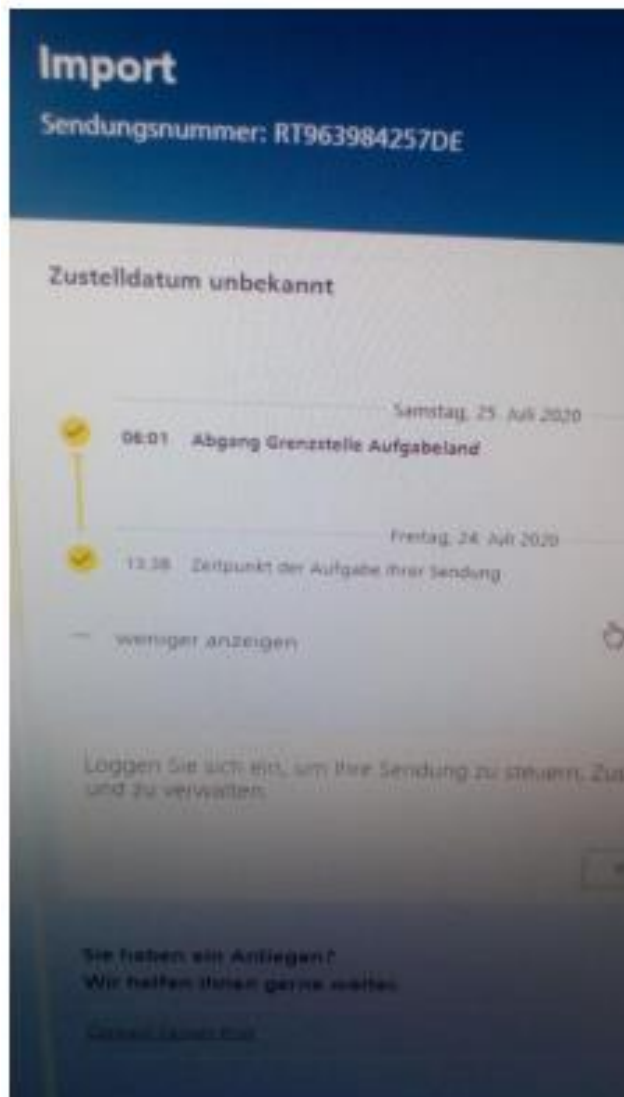 Import
Sendungsnummer: RT963984257DE
Zustelldatum unbekannt
Samstag, 25. Juli 2020
06:01 Abgang Grenzstelle Aufgabeland
Freitag, 24. Juli 2020
13:38 Zeitpunkt der Aufgabe Ihrer Sendung
weniger anzeigen
Loggen Sie sich ein, um Ihre Sendung zu steuern,
und zu verwalten.
Sie haben ein Anliegen?
Wir helfen Ihnen gerne weiter.